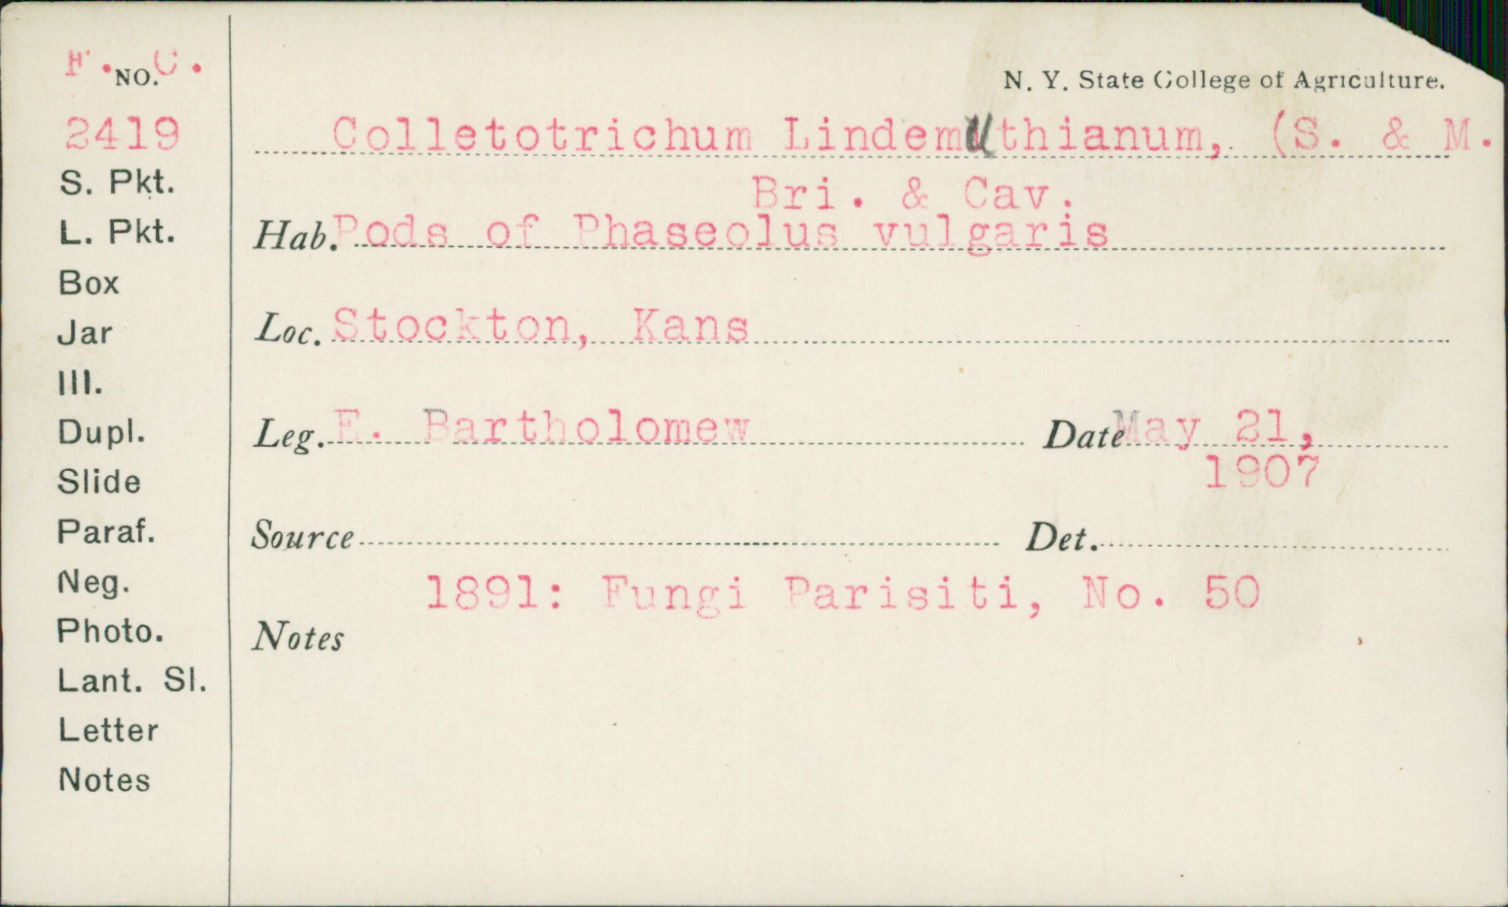 F. NO. C.
N. Y. State College of Agriculture.
2419
Colletotrichum Lindemuthianum, (S. & M.
Bri. & Cav.
S. Pkt.
L. Pkt.
Hab. Pods of Phaseolus vulgaris
Box
Jar
Loc. Stockton, Kans
Ill.
Dupl.
Leg. E. Bartholomew Date May 21,
1907
Slide
Paraf.
Source Det.
Neg.
1891: Fungi Parisiti, No. 50
Photo.
Notes
Lant. Sl.
Letter
Notes